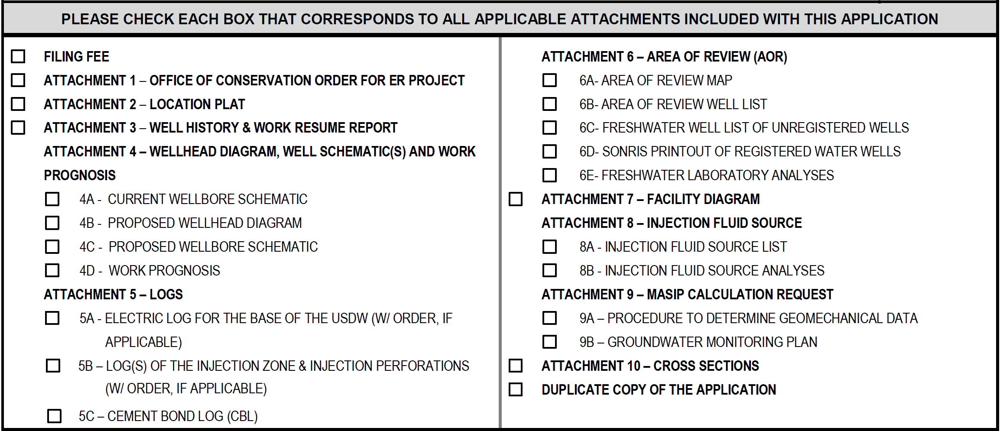 PLEASE CHECK EACH BOX THAT CORRESPONDS TO ALL APPLICABLE ATTACHMENTS INCLUDED WITH THIS APPLICATION
FILING FEE
ATTACHMENT 1 – OFFICE OF CONSERVATION ORDER FOR ER PROJECT
ATTACHMENT 2 – LOCATION PLAT
ATTACHMENT 3 – WELL HISTORY & WORK RESUME REPORT
ATTACHMENT 4 – WELLHEAD DIAGRAM, WELL SCHEMATIC(S) AND WORK
PROGNOSIS
4A - CURRENT WELLBORE SCHEMATIC
4B - PROPOSED WELLHEAD DIAGRAM
4C - PROPOSED WELLBORE SCHEMATIC
4D - WORK PROGNOSIS
ATTACHMENT 5 – LOGS
5A - ELECTRIC LOG FOR THE BASE OF THE USDW (W/ ORDER, IF
APPLICABLE)
5B – LOG(S) OF THE INJECTION ZONE & INJECTION PERFORATIONS
(W/ ORDER, IF APPLICABLE)
5C – CEMENT BOND LOG (CBL)
ATTACHMENT 6 – AREA OF REVIEW (AOR)
6A- AREA OF REVIEW MAP
6B- AREA OF REVIEW WELL LIST
6C- FRESHWATER WELL LIST OF UNREGISTERED WELLS
6D- SONRIS PRINTOUT OF REGISTERED WATER WELLS
6E- FRESHWATER LABORATORY ANALYSES
ATTACHMENT 7 – FACILITY DIAGRAM
ATTACHMENT 8 – INJECTION FLUID SOURCE
8A - INJECTION FLUID SOURCE LIST
8B - INJECTION FLUID SOURCE ANALYSES
ATTACHMENT 9 – MASIP CALCULATION REQUEST
9A – PROCEDURE TO DETERMINE GEOMECHANICAL DATA
9B – GROUNDWATER MONITORING PLAN
ATTACHMENT 10 – CROSS SECTIONS
DUPLICATE COPY OF THE APPLICATION